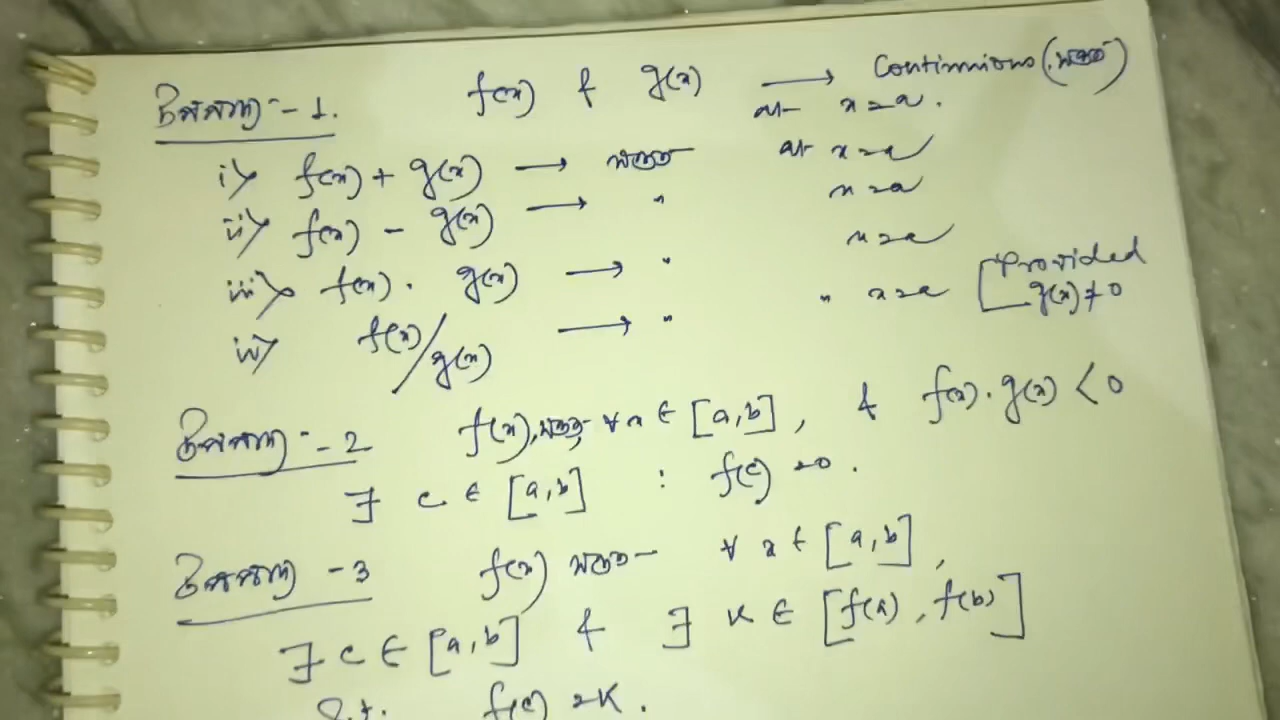 উপপাদ্য :- 1. f(x) & g(x) → Continuious (সন্তত) at x=a.
i> f(x) + g(x) → সন্তত at x=a
ii> f(x) - g(x) → " x=a
iii> f(x) . g(x) → " x=a
iv> f(x)/g(x) → " " x=a [Provided g(x) ≠ 0
উপপাদ্য :- 2 f(x), সন্তত ∀ x ∈ [a,b], & f(x). g(x) < 0
∃ c ∈ [a,b] : f(c) =0.
উপপাদ্য -3 f(x) সন্তত ∀ x ∈ [a,b],
∃ c ∈ [a,b] & ∃ K ∈ [f(a), f(b)]
S.t. f(c) =K.